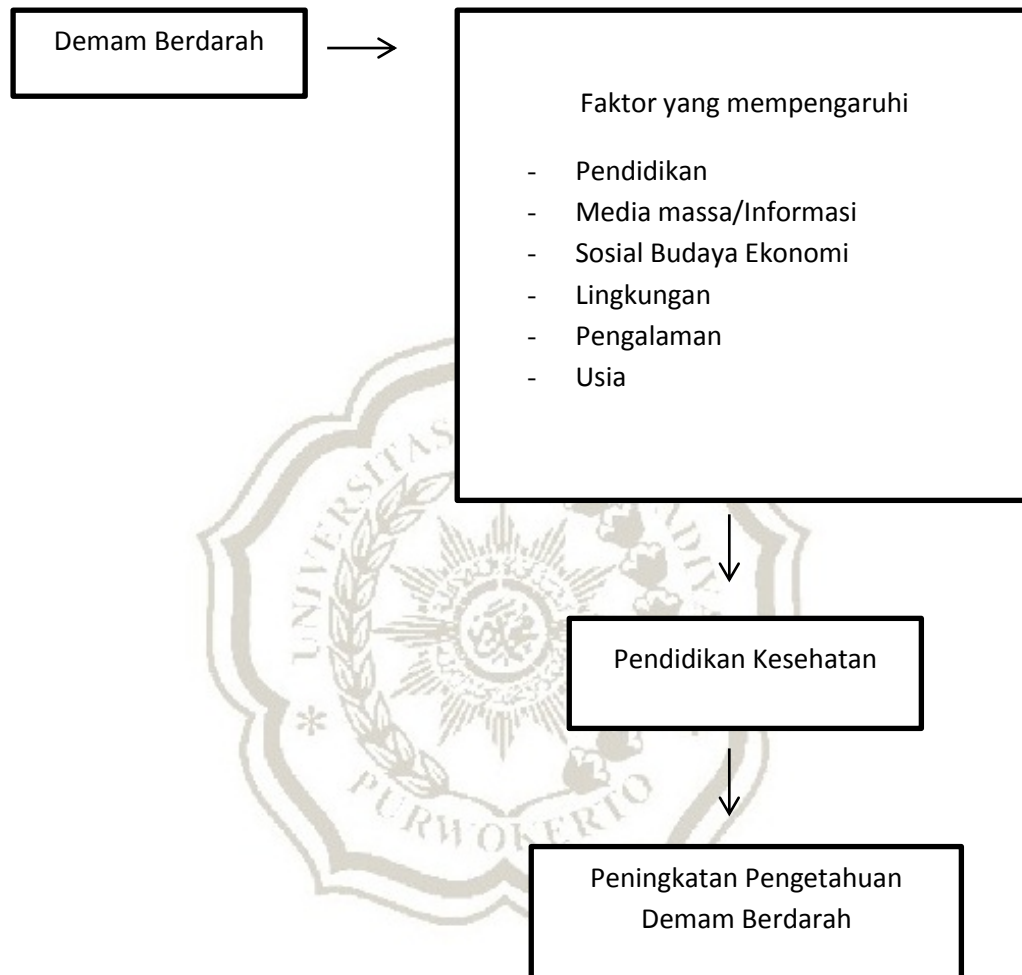 Demam Berdarah
Faktor yang mempengaruhi
- Pendidikan
- Media massa/Informasi
- Sosial Budaya Ekonomi
- Lingkungan
- Pengalaman
- Usia
UNIVERSITAS
PURWOKERTO
Pendidikan Kesehatan
Peningkatan Pengetahuan
Demam Berdarah